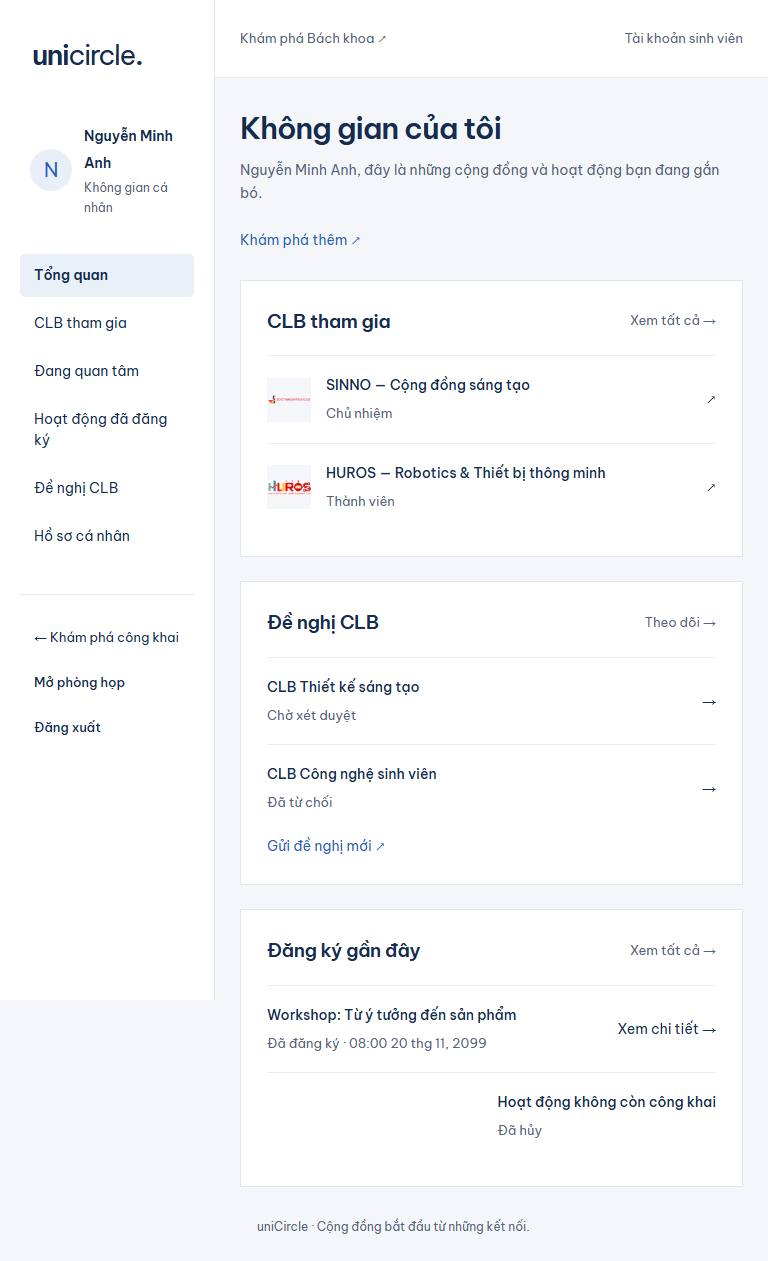 unicircle.
N
Nguyễn Minh
Anh
Không gian cá
nhân
Tổng quan
CLB tham gia
Đang quan tâm
Hoạt động đã đăng
ký
Đề nghị CLB
Hồ sơ cá nhân
← Khám phá công khai
Mở phòng họp
Đăng xuất
Khám phá Bách khoa ↗
Tài khoản sinh viên
Không gian của tôi
Nguyễn Minh Anh, đây là những cộng đồng và hoạt động bạn đang gắn
bó.
Khám phá thêm ↗
CLB tham gia
Xem tất cả →
SINNO — Cộng đồng sáng tạo
Chủ nhiệm
↗
HUROS
HUROS — Robotics & Thiết bị thông minh
Thành viên
↗
Đề nghị CLB
Theo dõi →
CLB Thiết kế sáng tạo
Chờ xét duyệt
→
CLB Công nghệ sinh viên
Đã từ chối
→
Gửi đề nghị mới ↗
Đăng ký gần đây
Xem tất cả →
Workshop: Từ ý tưởng đến sản phẩm
Đã đăng ký · 08:00 20 thg 11, 2099
Xem chi tiết →
Hoạt động không còn công khai
Đã hủy
uniCircle · Cộng đồng bắt đầu từ những kết nối.